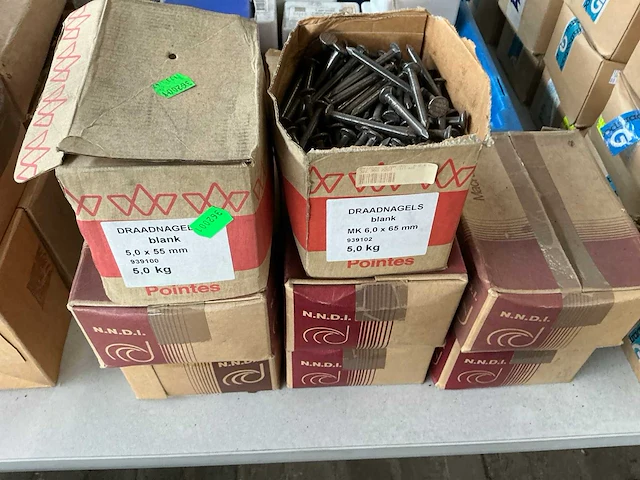 DRAADNAGEL
blank
5,0 x 55 mm
939100
5,0 kg
Pointes
DRAADNAGELS
blank
MK 6,0 x 65 mm
939102
5,0 kg
Pointes
N.N.D.I.
N.N.D.I.
N.N.D.I.
N.N.D.I.
N.N.D.I.
N.N.D.I.